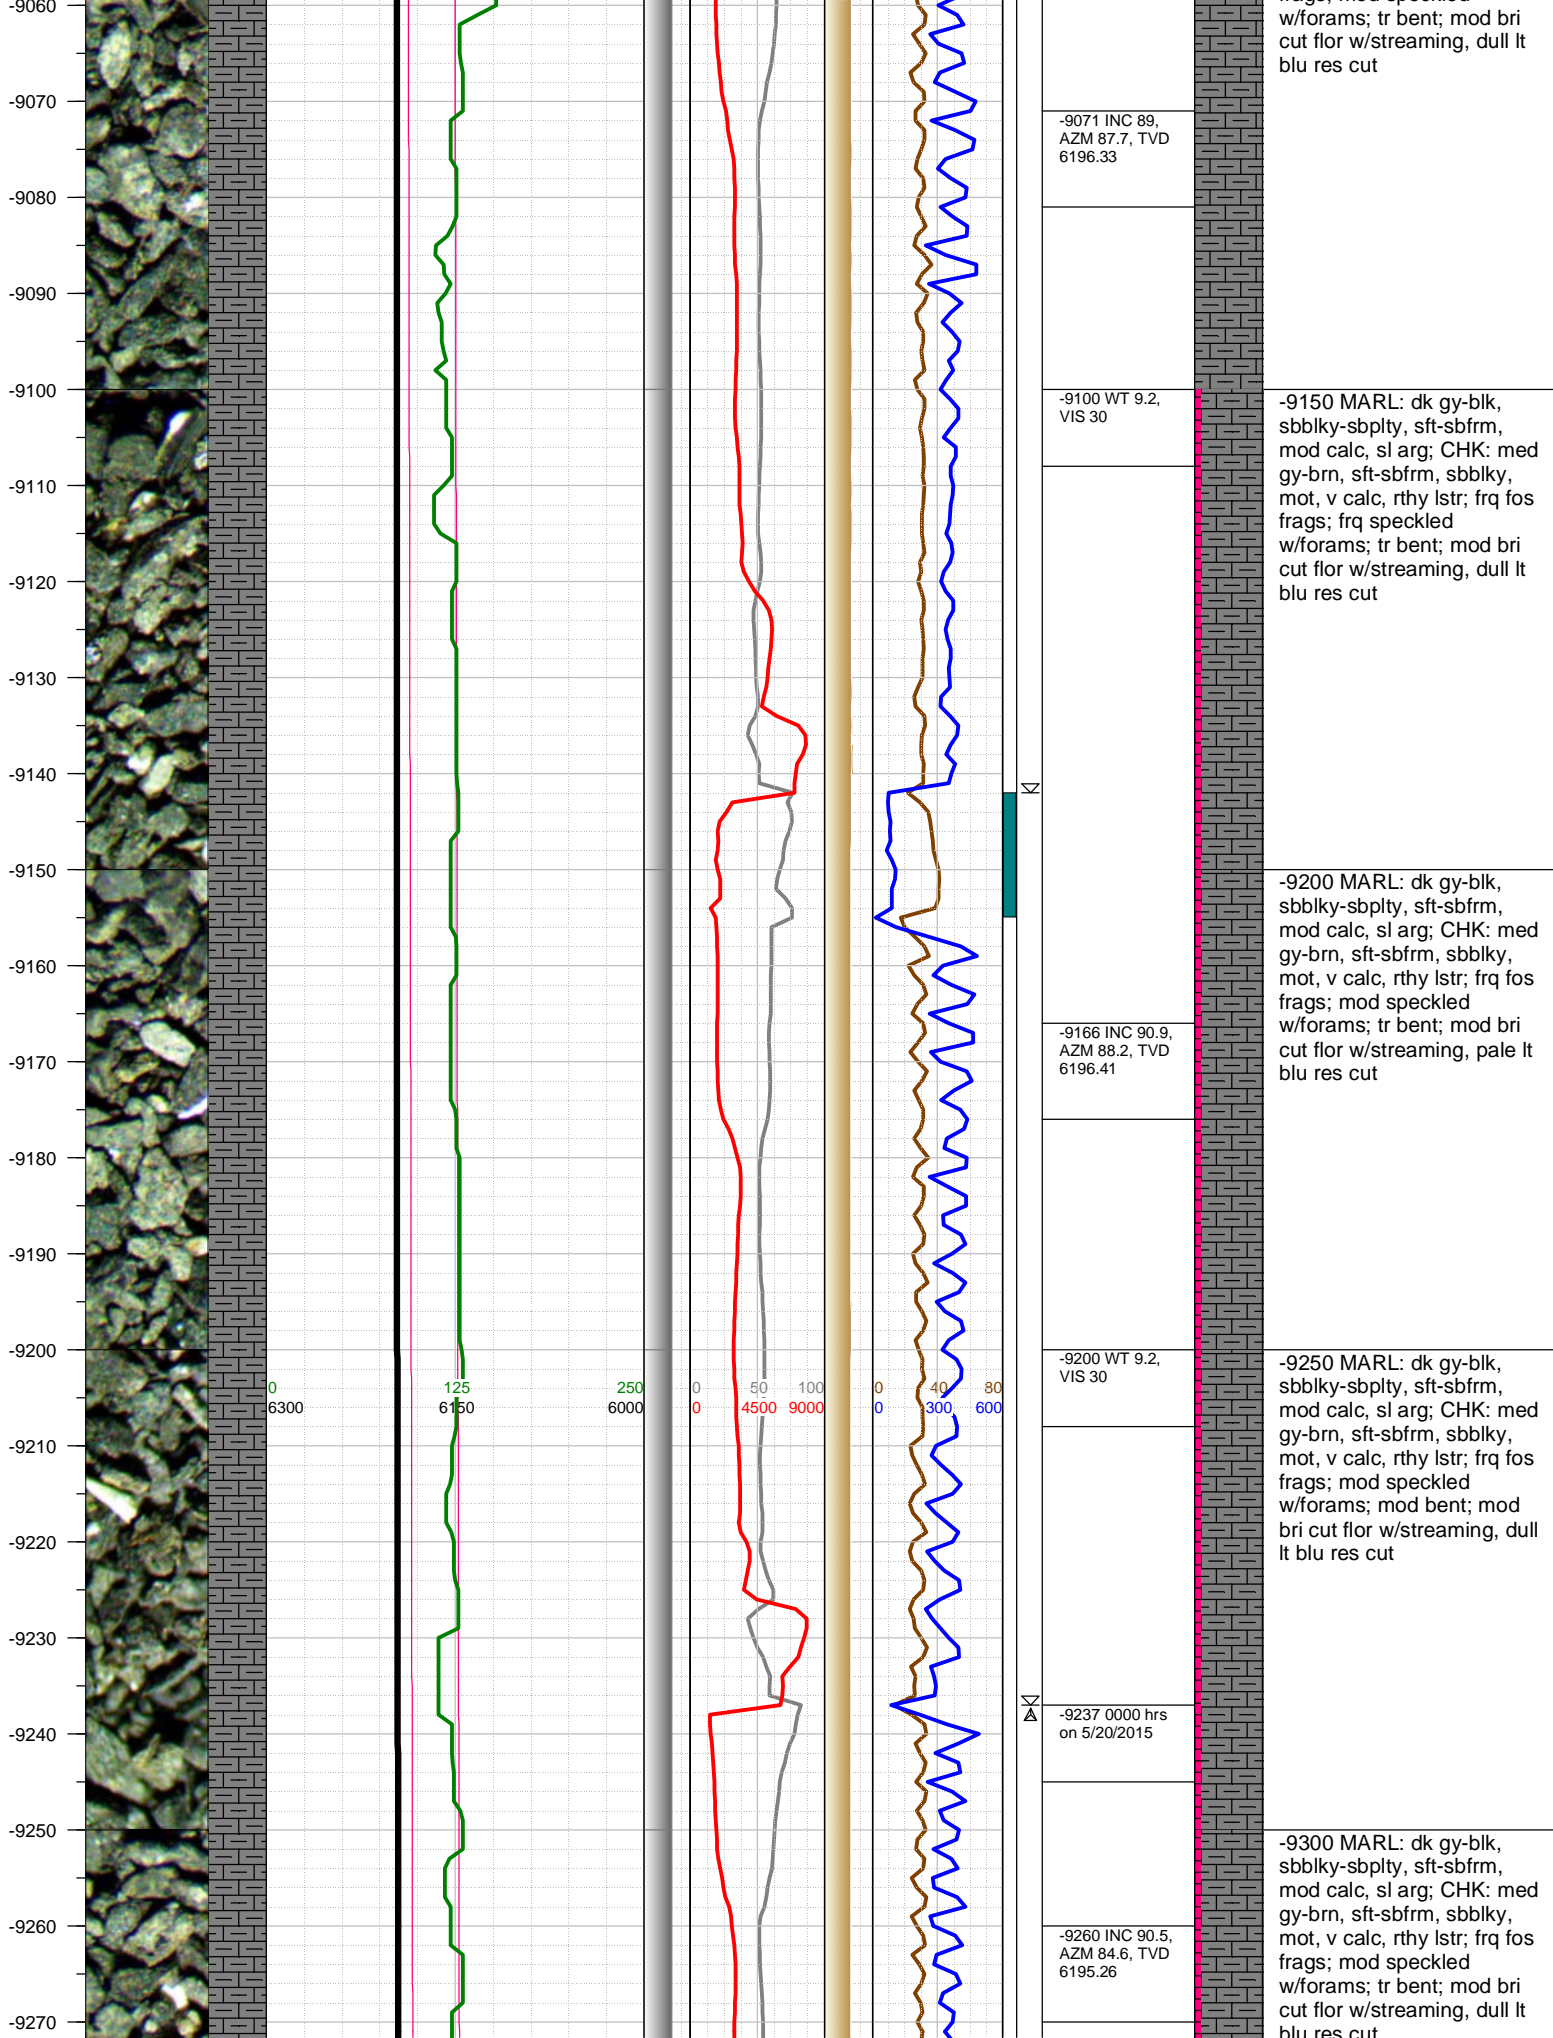 -9060
-9070
-9080
-9090
-9100
-9110
-9120
-9130
-9140
-9150
-9160
-9170
-9180
-9190
-9200
-9210
-9220
-9230
-9240
-9250
-9260
-9270
0 125 250
6300 6150 6000
0 50 100
0 4500 9000
0 40 80
0 300 600
-9071 INC 89,
AZM 87.7, TVD
6196.33
-9100 WT 9.2,
VIS 30
-9166 INC 90.9,
AZM 88.2, TVD
6196.41
-9200 WT 9.2,
VIS 30
-9237 0000 hrs
on 5/20/2015
-9260 INC 90.5,
AZM 84.6, TVD
6195.26
frags; mod speckled
w/forams; tr bent; mod bri
cut flor w/streaming, dull lt
blu res cut
-9150 MARL: dk gy-blk,
sbblky-sbplty, sft-sbfrm,
mod calc, sl arg; CHK: med
gy-brn, sft-sbfrm, sbblky,
mot, v calc, rthy lstr; frq fos
frags; frq speckled
w/forams; tr bent; mod bri
cut flor w/streaming, dull lt
blu res cut
-9200 MARL: dk gy-blk,
sbblky-sbplty, sft-sbfrm,
mod calc, sl arg; CHK: med
gy-brn, sft-sbfrm, sbblky,
mot, v calc, rthy lstr; frq fos
frags; mod speckled
w/forams; tr bent; mod bri
cut flor w/streaming, pale lt
blu res cut
-9250 MARL: dk gy-blk,
sbblky-sbplty, sft-sbfrm,
mod calc, sl arg; CHK: med
gy-brn, sft-sbfrm, sbblky,
mot, v calc, rthy lstr; frq fos
frags; mod speckled
w/forams; mod bent; mod
bri cut flor w/streaming, dull
lt blu res cut
-9300 MARL: dk gy-blk,
sbblky-sbplty, sft-sbfrm,
mod calc, sl arg; CHK: med
gy-brn, sft-sbfrm, sbblky,
mot, v calc, rthy lstr; frq fos
frags; mod speckled
w/forams; tr bent; mod bri
cut flor w/streaming, dull lt
blu res cut